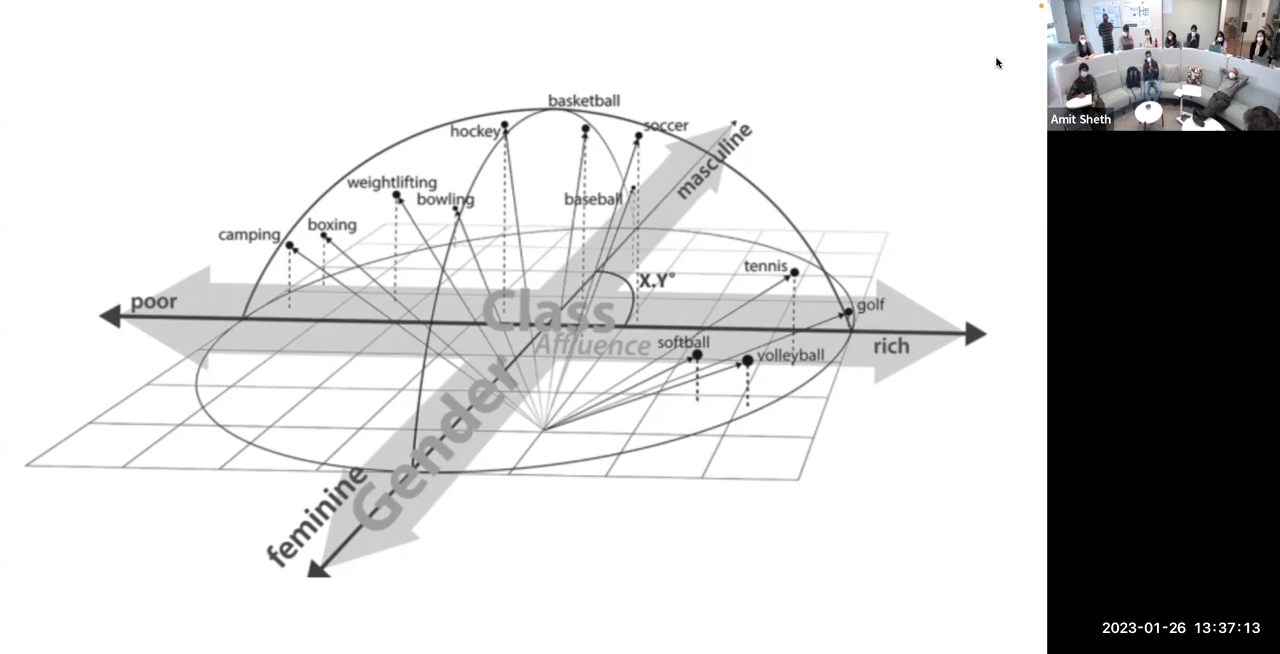 basketball
hockey
soccer
masculine
weightlifting
bowling
baseball
camping
boxing
tennis
X.Y°
poor
Class
golf
Affluence
softball
rich
volleyball
Gender
feminine
Amit Sheth
2023-01-26 13:37:13